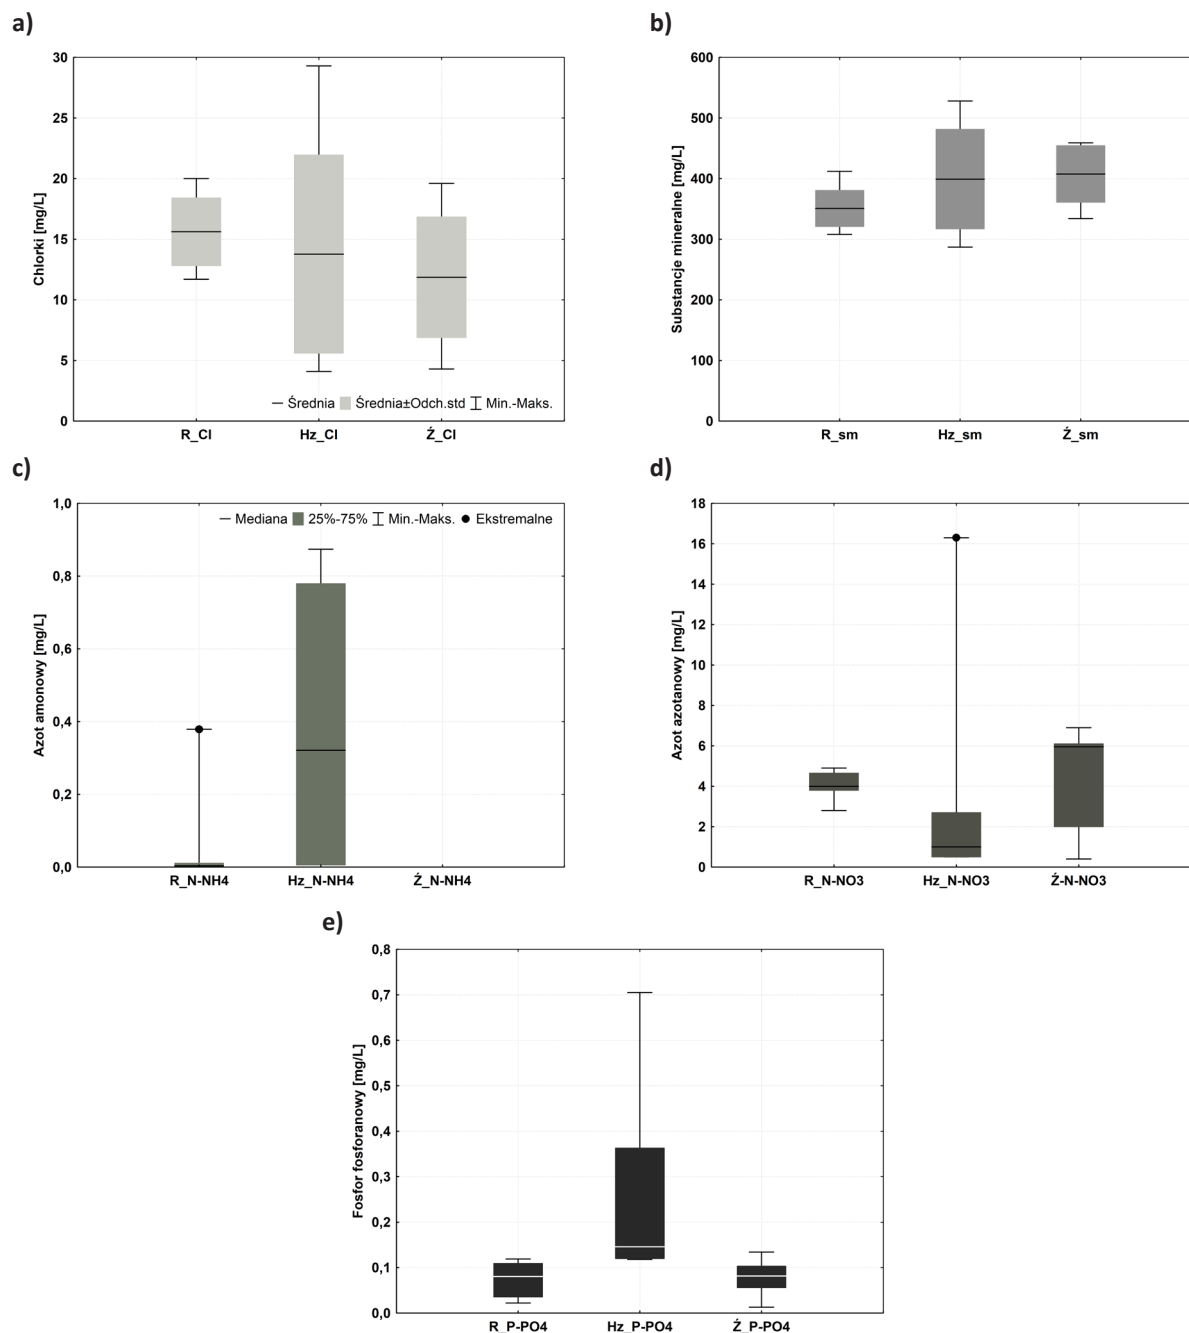 a)
30
25
20
15
10
5
0
Chlorki [mg/L]
Średnia Średnia±Odch.std Min.-Maks.
R_Cl Hz_Cl Ź_Cl
b)
600
500
400
300
200
100
0
Substancje mineralne [mg/L]
R_sm Hz_sm Ź_sm
c)
1,0
0,8
0,6
0,4
0,2
0,0
Azot amonowy [mg/L]
Mediana 25%-75% Min.-Maks. Ekstremalne
R_N-NH4 Hz_N-NH4 Ź_N-NH4
d)
18
16
14
12
10
8
6
4
2
0
Azot azotanowy [mg/L]
R_N-NO3 Hz_N-NO3 Ź-N-NO3
e)
0,8
0,7
0,6
0,5
0,4
0,3
0,2
0,1
0,0
Fosfor fosforanowy [mg/L]
R_P-PO4 Hz_P-PO4 Ź_P-PO4